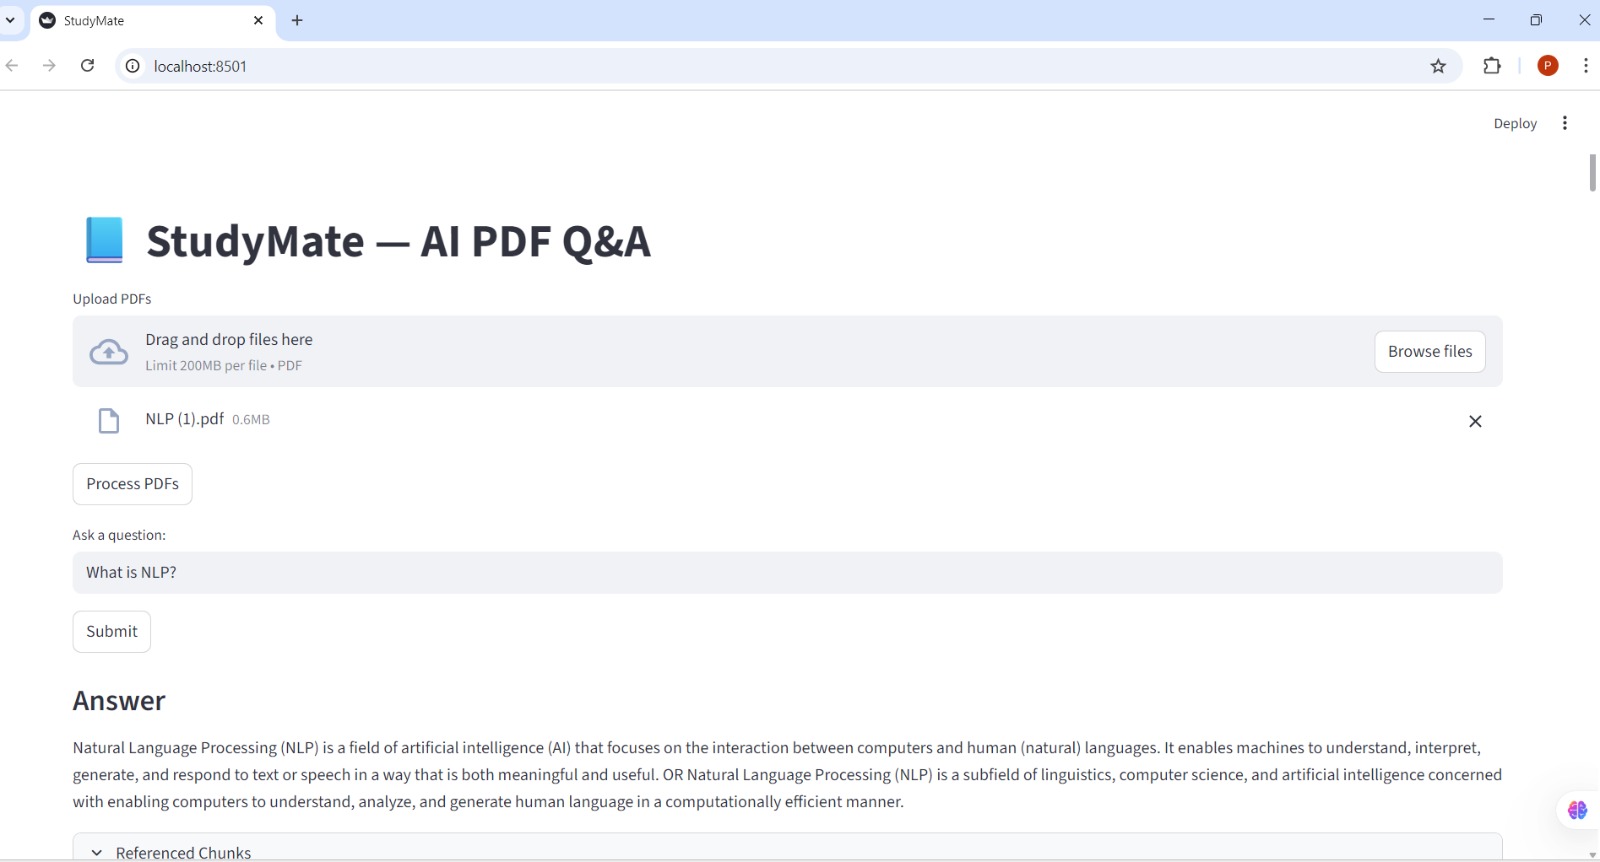 StudyMate
localhost:8501
P
Deploy
StudyMate — AI PDF Q&A
Upload PDFs
Drag and drop files here
Limit 200MB per file • PDF
Browse files
NLP (1).pdf 0.6MB
Process PDFs
Ask a question:
What is NLP?
Submit
Answer
Natural Language Processing (NLP) is a field of artificial intelligence (AI) that focuses on the interaction between computers and human (natural) languages. It enables machines to understand, interpret,
generate, and respond to text or speech in a way that is both meaningful and useful. OR Natural Language Processing (NLP) is a subfield of linguistics, computer science, and artificial intelligence concerned
with enabling computers to understand, analyze, and generate human language in a computationally efficient manner.
Referenced Chunks